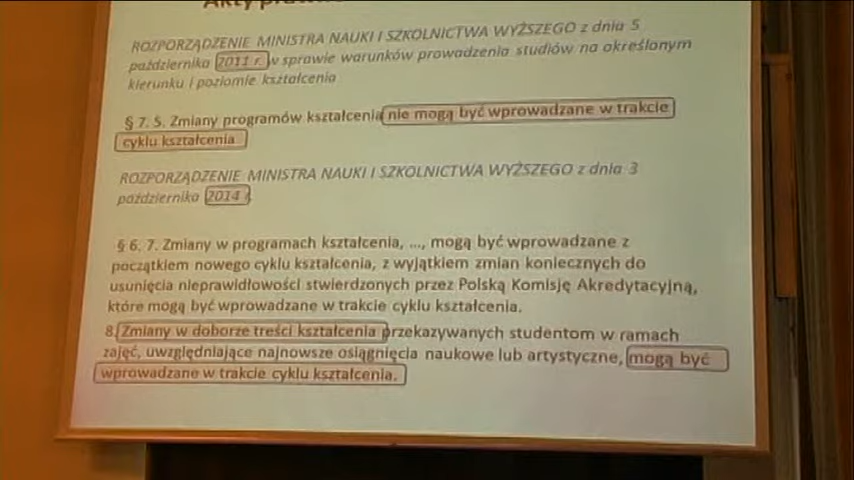 Akty prawne
ROZPORZĄDZENIE MINISTRA NAUKI I SZKOLNICTWA WYŻSZEGO z dnia 5
października 2011 r. w sprawie warunków prowadzenia studiów na określonym
kierunku i poziomie kształcenia
§ 7. 5. Zmiany programów kształcenia nie mogą być wprowadzane w trakcie
cyklu kształcenia
ROZPORZĄDZENIE MINISTRA NAUKI I SZKOLNICTWA WYŻSZEGO z dnia 3
października 2014 r.
§ 6. 7. Zmiany w programach kształcenia, ..., mogą być wprowadzane z
początkiem nowego cyklu kształcenia, z wyjątkiem zmian koniecznych do
usunięcia nieprawidłowości stwierdzonych przez Polską Komisję Akredytacyjną,
które mogą być wprowadzane w trakcie cyklu kształcenia.
8. Zmiany w doborze treści kształcenia przekazywanych studentom w ramach
zajęć, uwzględniające najnowsze osiągnięcia naukowe lub artystyczne, mogą być
wprowadzane w trakcie cyklu kształcenia.